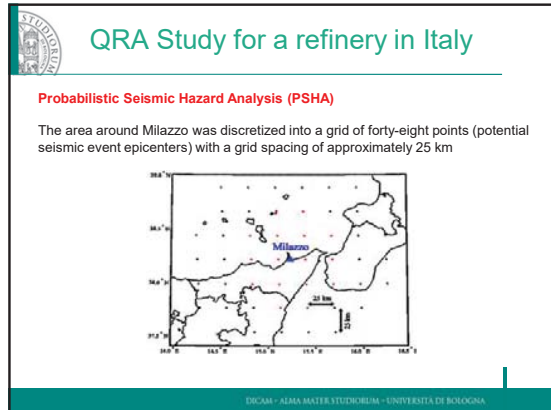 QRA Study for a refinery in Italy
Probabilistic Seismic Hazard Analysis (PSHA)
The area around Milazzo was discretized into a grid of forty-eight points (potential
seismic event epicenters) with a grid spacing of approximately 25 km
Milazzo
25 km
25 km
DICAM - ALMA MATER STUDIORUM - UNIVERSITÀ DI BOLOGNA